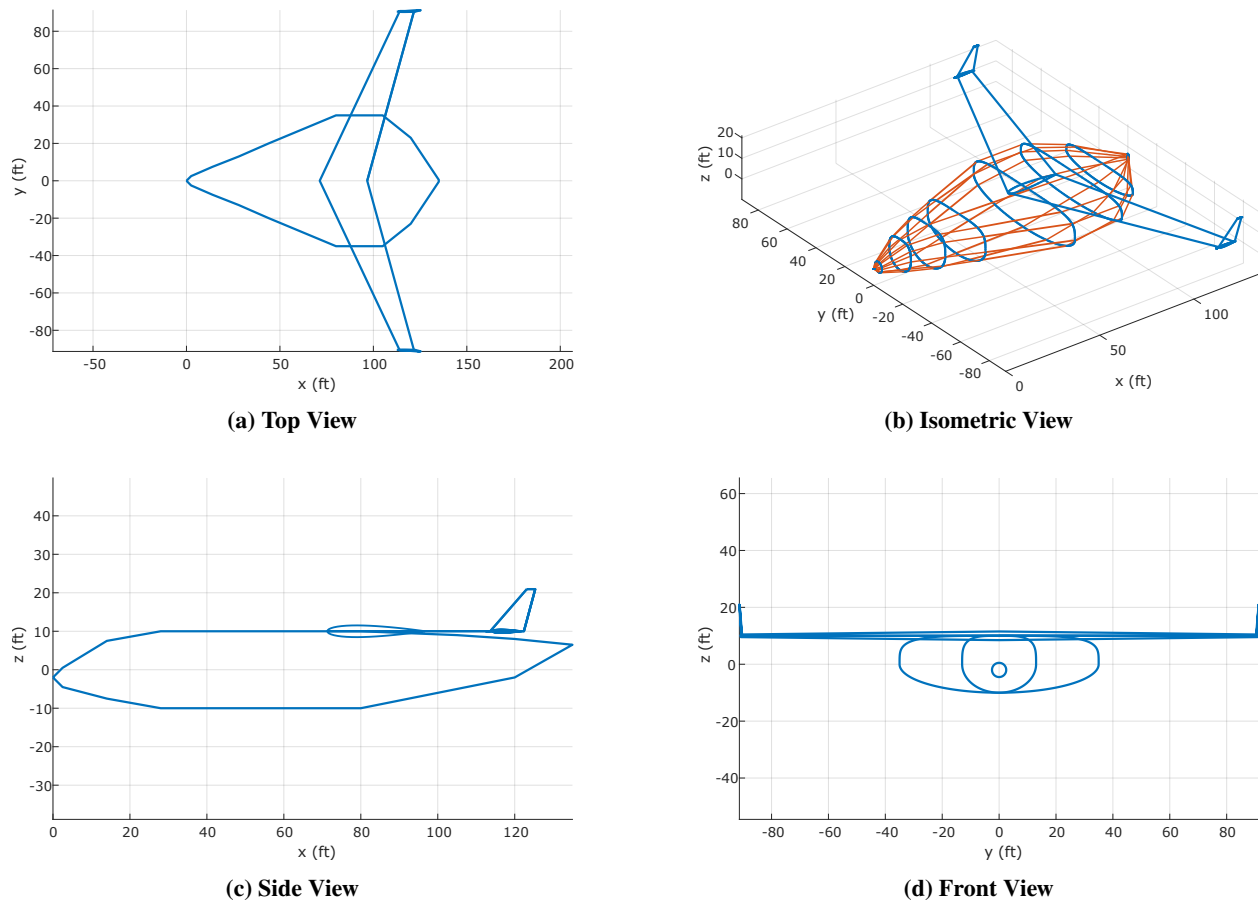 80
60
40
20
0
-20
-40
-60
-80
y (ft)
-50 0 50 100 150 200
x (ft)
(a) Top View
20
10
0
z (ft)
80
60
40
20
0
-20
-40
-60
-80
y (ft)
0
50
100
x (ft)
(b) Isometric View
40
30
20
10
0
-10
-20
-30
z (ft)
0 20 40 60 80 100 120
x (ft)
(c) Side View
60
40
20
0
-20
-40
z (ft)
-80 -60 -40 -20 0 20 40 60 80
y (ft)
(d) Front View